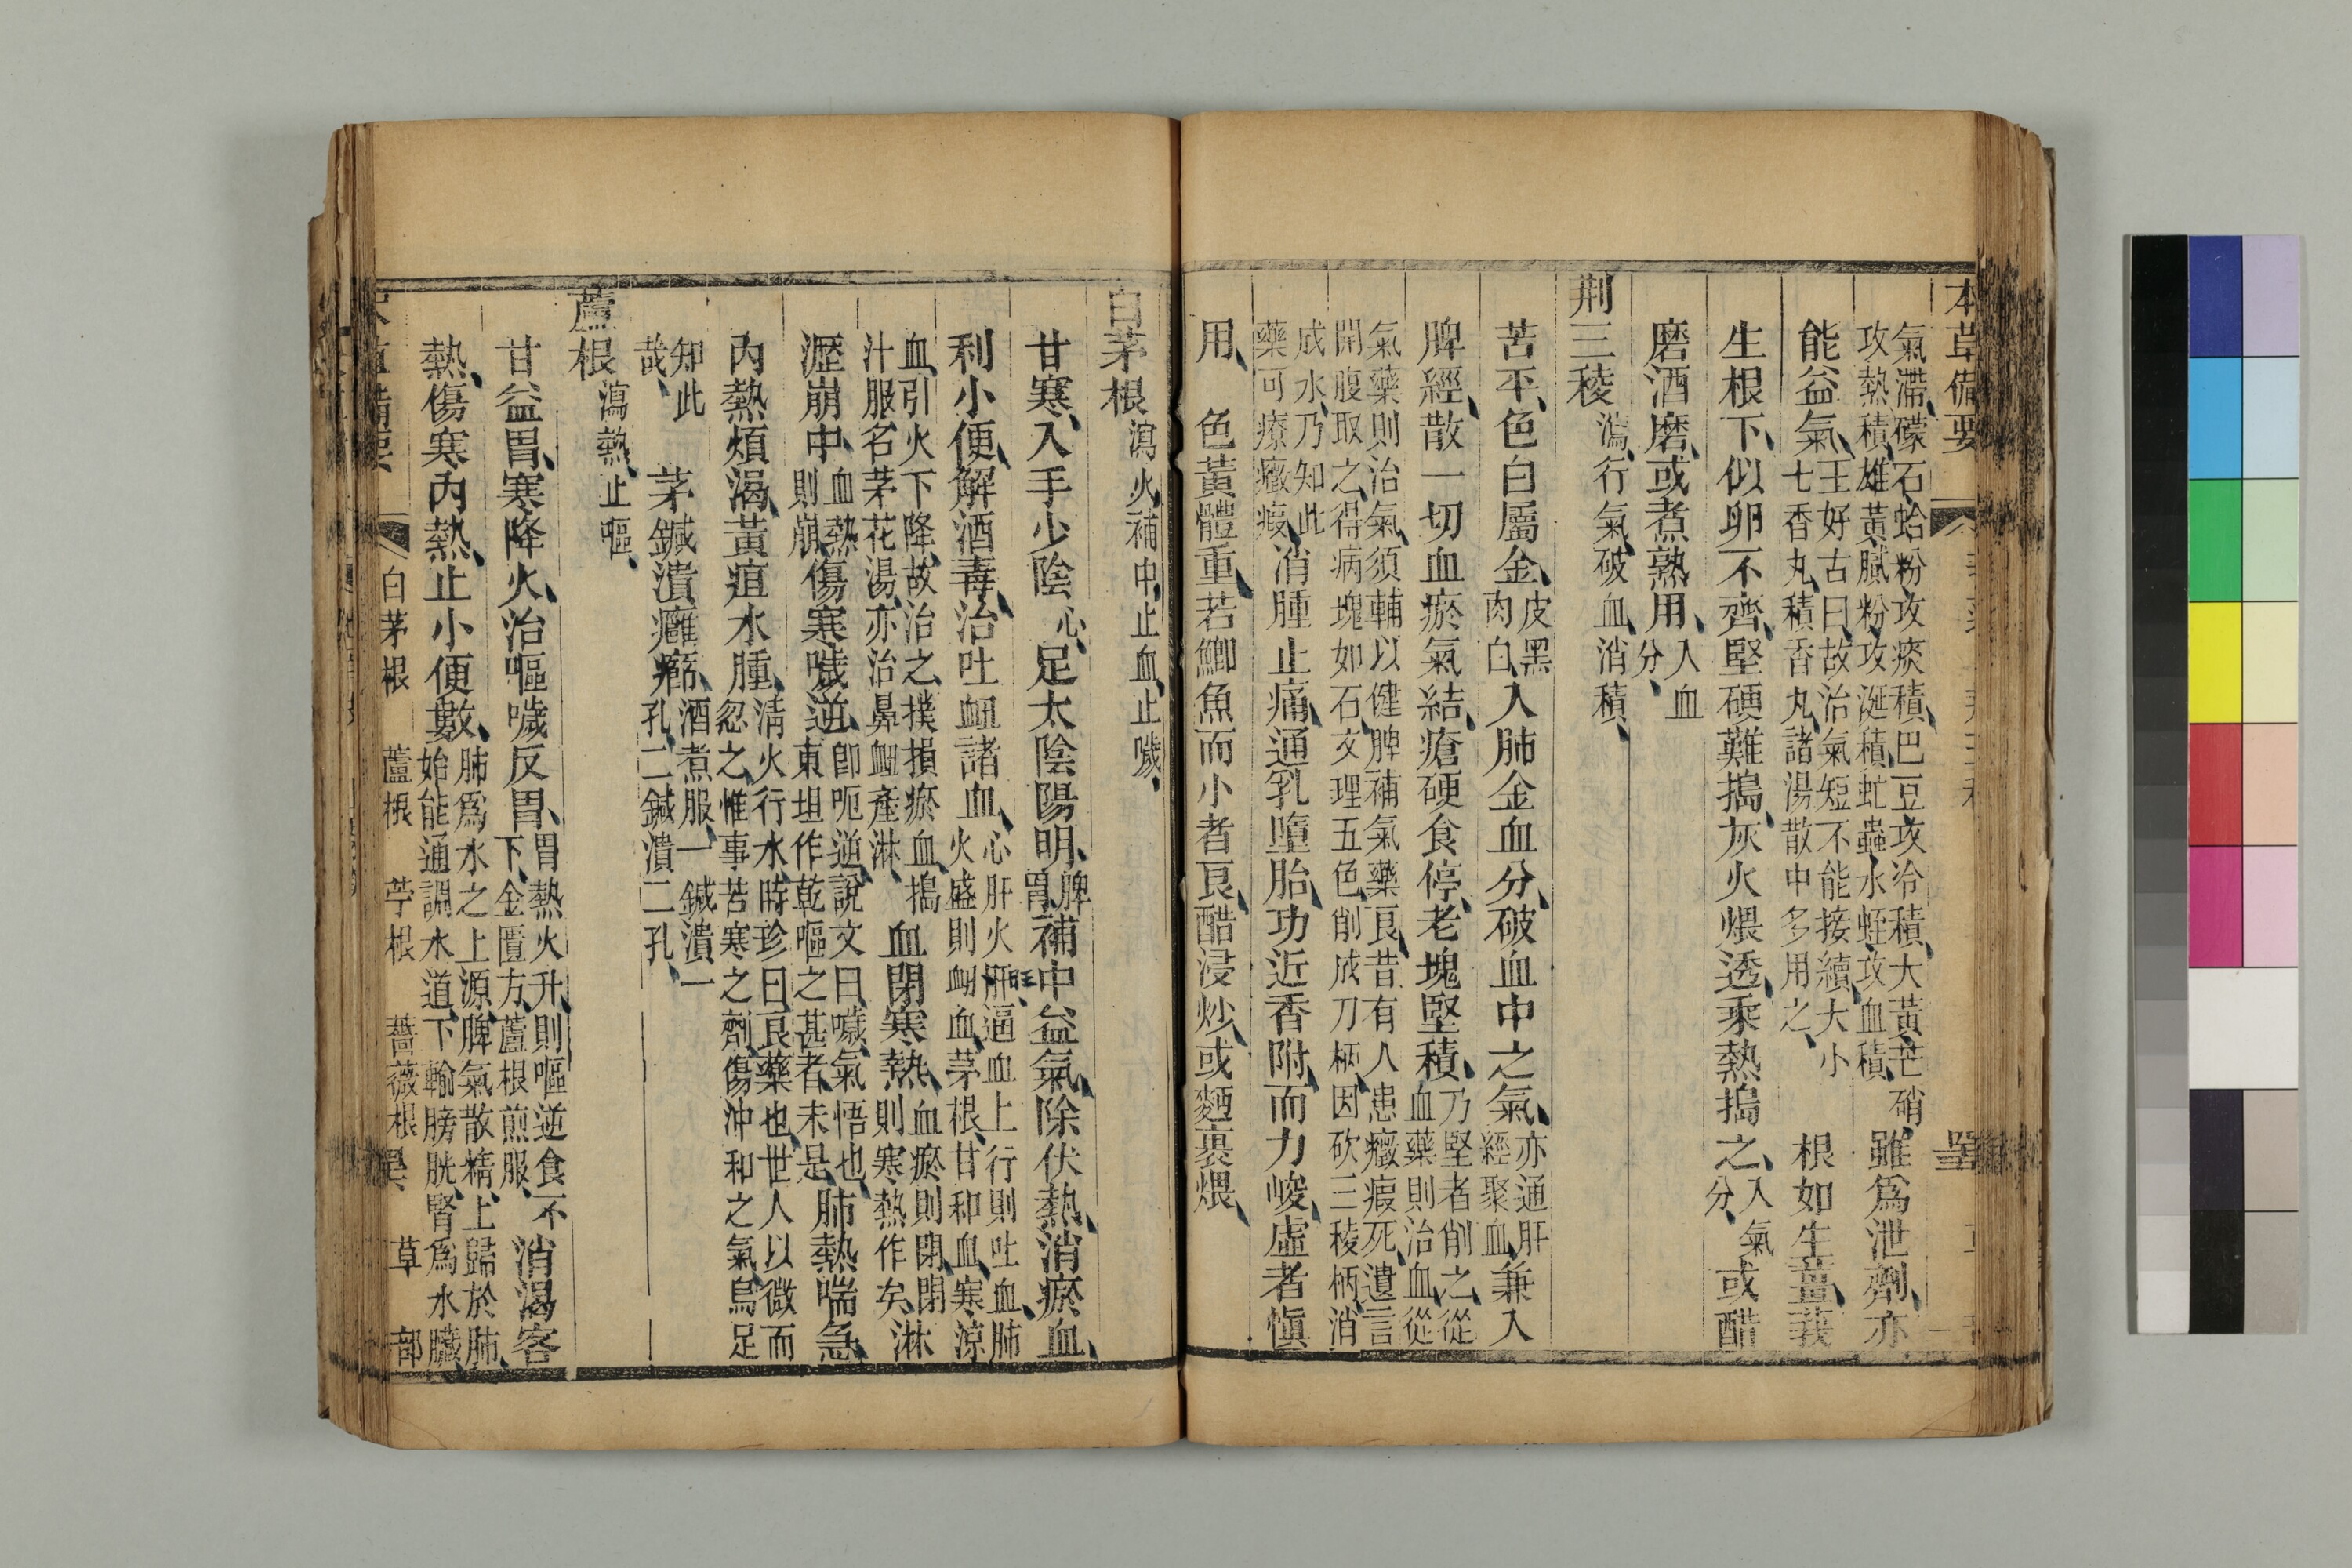 本草備要
氣滯、礞石、蛤粉攻痰積、巴豆攻冷積、大黃芒硝
攻熱積、雄黃膩粉攻涎積、虻蟲水蛭攻血積、雖爲泄劑、亦
能益氣、王好古曰、故治氣短不能接續、大小
七香丸、積香丸、諸湯散中多用之、根如生薑、莪
生根下、似卵不齊、堅硬難搗、灰火煨透、乘熱搗之、入氣分、或醋
磨酒磨、或煮熟用、入血分、
荆三稜瀉、行氣、破血、消積、
苦平、色白屬金、皮黑肉白、入肺金血分、破血中之氣、亦通肝經聚血、兼入
脾經、散一切血瘀氣結、瘡硬食停、老塊堅積、乃堅者削之、從血藥則治血、從
氣藥則治氣、須輔以健脾補氣藥良、昔有人患癥瘕死、遺言
開腹取之、得病塊如石、文理五色、削成刀柄、因砍三稜、柄消
成水、乃知此藥可療癥瘕、消腫止痛、通乳墮胎、功近香附而力峻、虛者愼
用、色黃體重、若鯽魚而小者良、醋浸炒、或麪裹煨、
白茅根瀉火、補中、止血、止噦、
甘寒、入手少陰心、足太陰陽明、脾胃、補中益氣、除伏熱、消瘀血、
利小便、解酒毒、治吐衄諸血、心肝火旺、逼血上行、則吐血、肺火盛則衄血、茅根甘和血、寒涼
血、引火下降、故治之、撲損瘀血、搗汁服、名茅花湯、亦治鼻衄產淋、血閉寒熱、血瘀則閉、閉則寒熱作矣、淋
瀝崩中、血熱則崩、傷寒噦逆、卽呃逆、說文曰、噦、氣悟也、東垣作乾嘔之甚者、未是、肺熱喘急、
內熱煩渴、黃疸水腫、淸火行水、時珍曰、良藥也、世人以微而忽之、惟事苦寒之劑、傷沖和之氣、烏足
知此哉、茅鍼潰癰癤、酒煮服、一鍼潰一孔、二鍼潰二孔、
蘆根瀉熱、止嘔、
甘益胃、寒降火、治嘔噦反胃、胃熱火升、則嘔逆食不下、金匱方、蘆根煎服、消渴客
熱、傷寒內熱、止小便數、肺爲水之上源、脾氣散精、上歸於肺、始能通調水道、下輸膀胱、腎爲水臟
白茅根 蘆根 苧根 薔薇根 草部